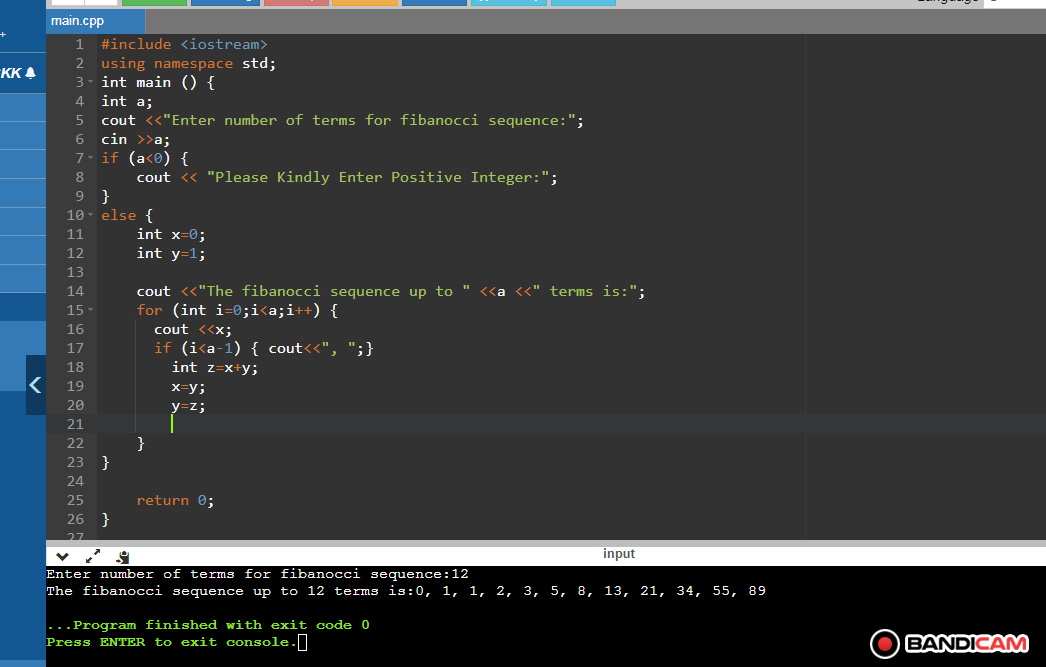 main.cpp
1 #include <iostream>
2 using namespace std;
3 int main () {
4 int a;
5 cout <<"Enter number of terms for fibanocci sequence:";
6 cin >>a;
7 if (a<0) {
8 cout << "Please Kindly Enter Positive Integer:";
9 }
10 else {
11 int x=0;
12 int y=1;
13
14 cout <<"The fibanocci sequence up to " <<a <<" terms is:";
15 for (int i=0;i<a;i++) {
16 cout <<x;
17 if (i<a-1) { cout<<", ";}
18 int z=x+y;
19 x=y;
20 y=z;
21
22 }
23 }
24
25 return 0;
26 }
27
KK
input
Enter number of terms for fibanocci sequence:12
The fibanocci sequence up to 12 terms is:0, 1, 1, 2, 3, 5, 8, 13, 21, 34, 55, 89
...Program finished with exit code 0
Press ENTER to exit console.
BANDICAM